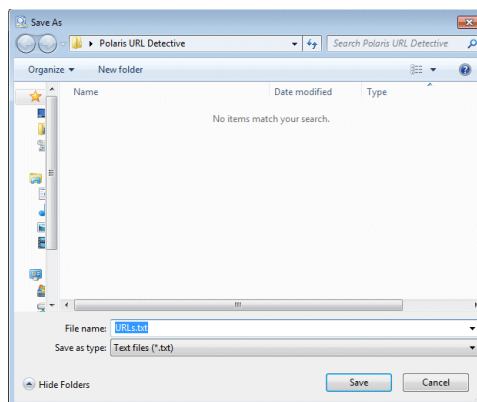 Save As
Polaris URL Detective
Search Polaris URL Detective
Organize
New folder
Name
Date modified
Type
No items match your search.
File name: URLs.txt
Save as type: Text files (*.txt)
Hide Folders
Save
Cancel